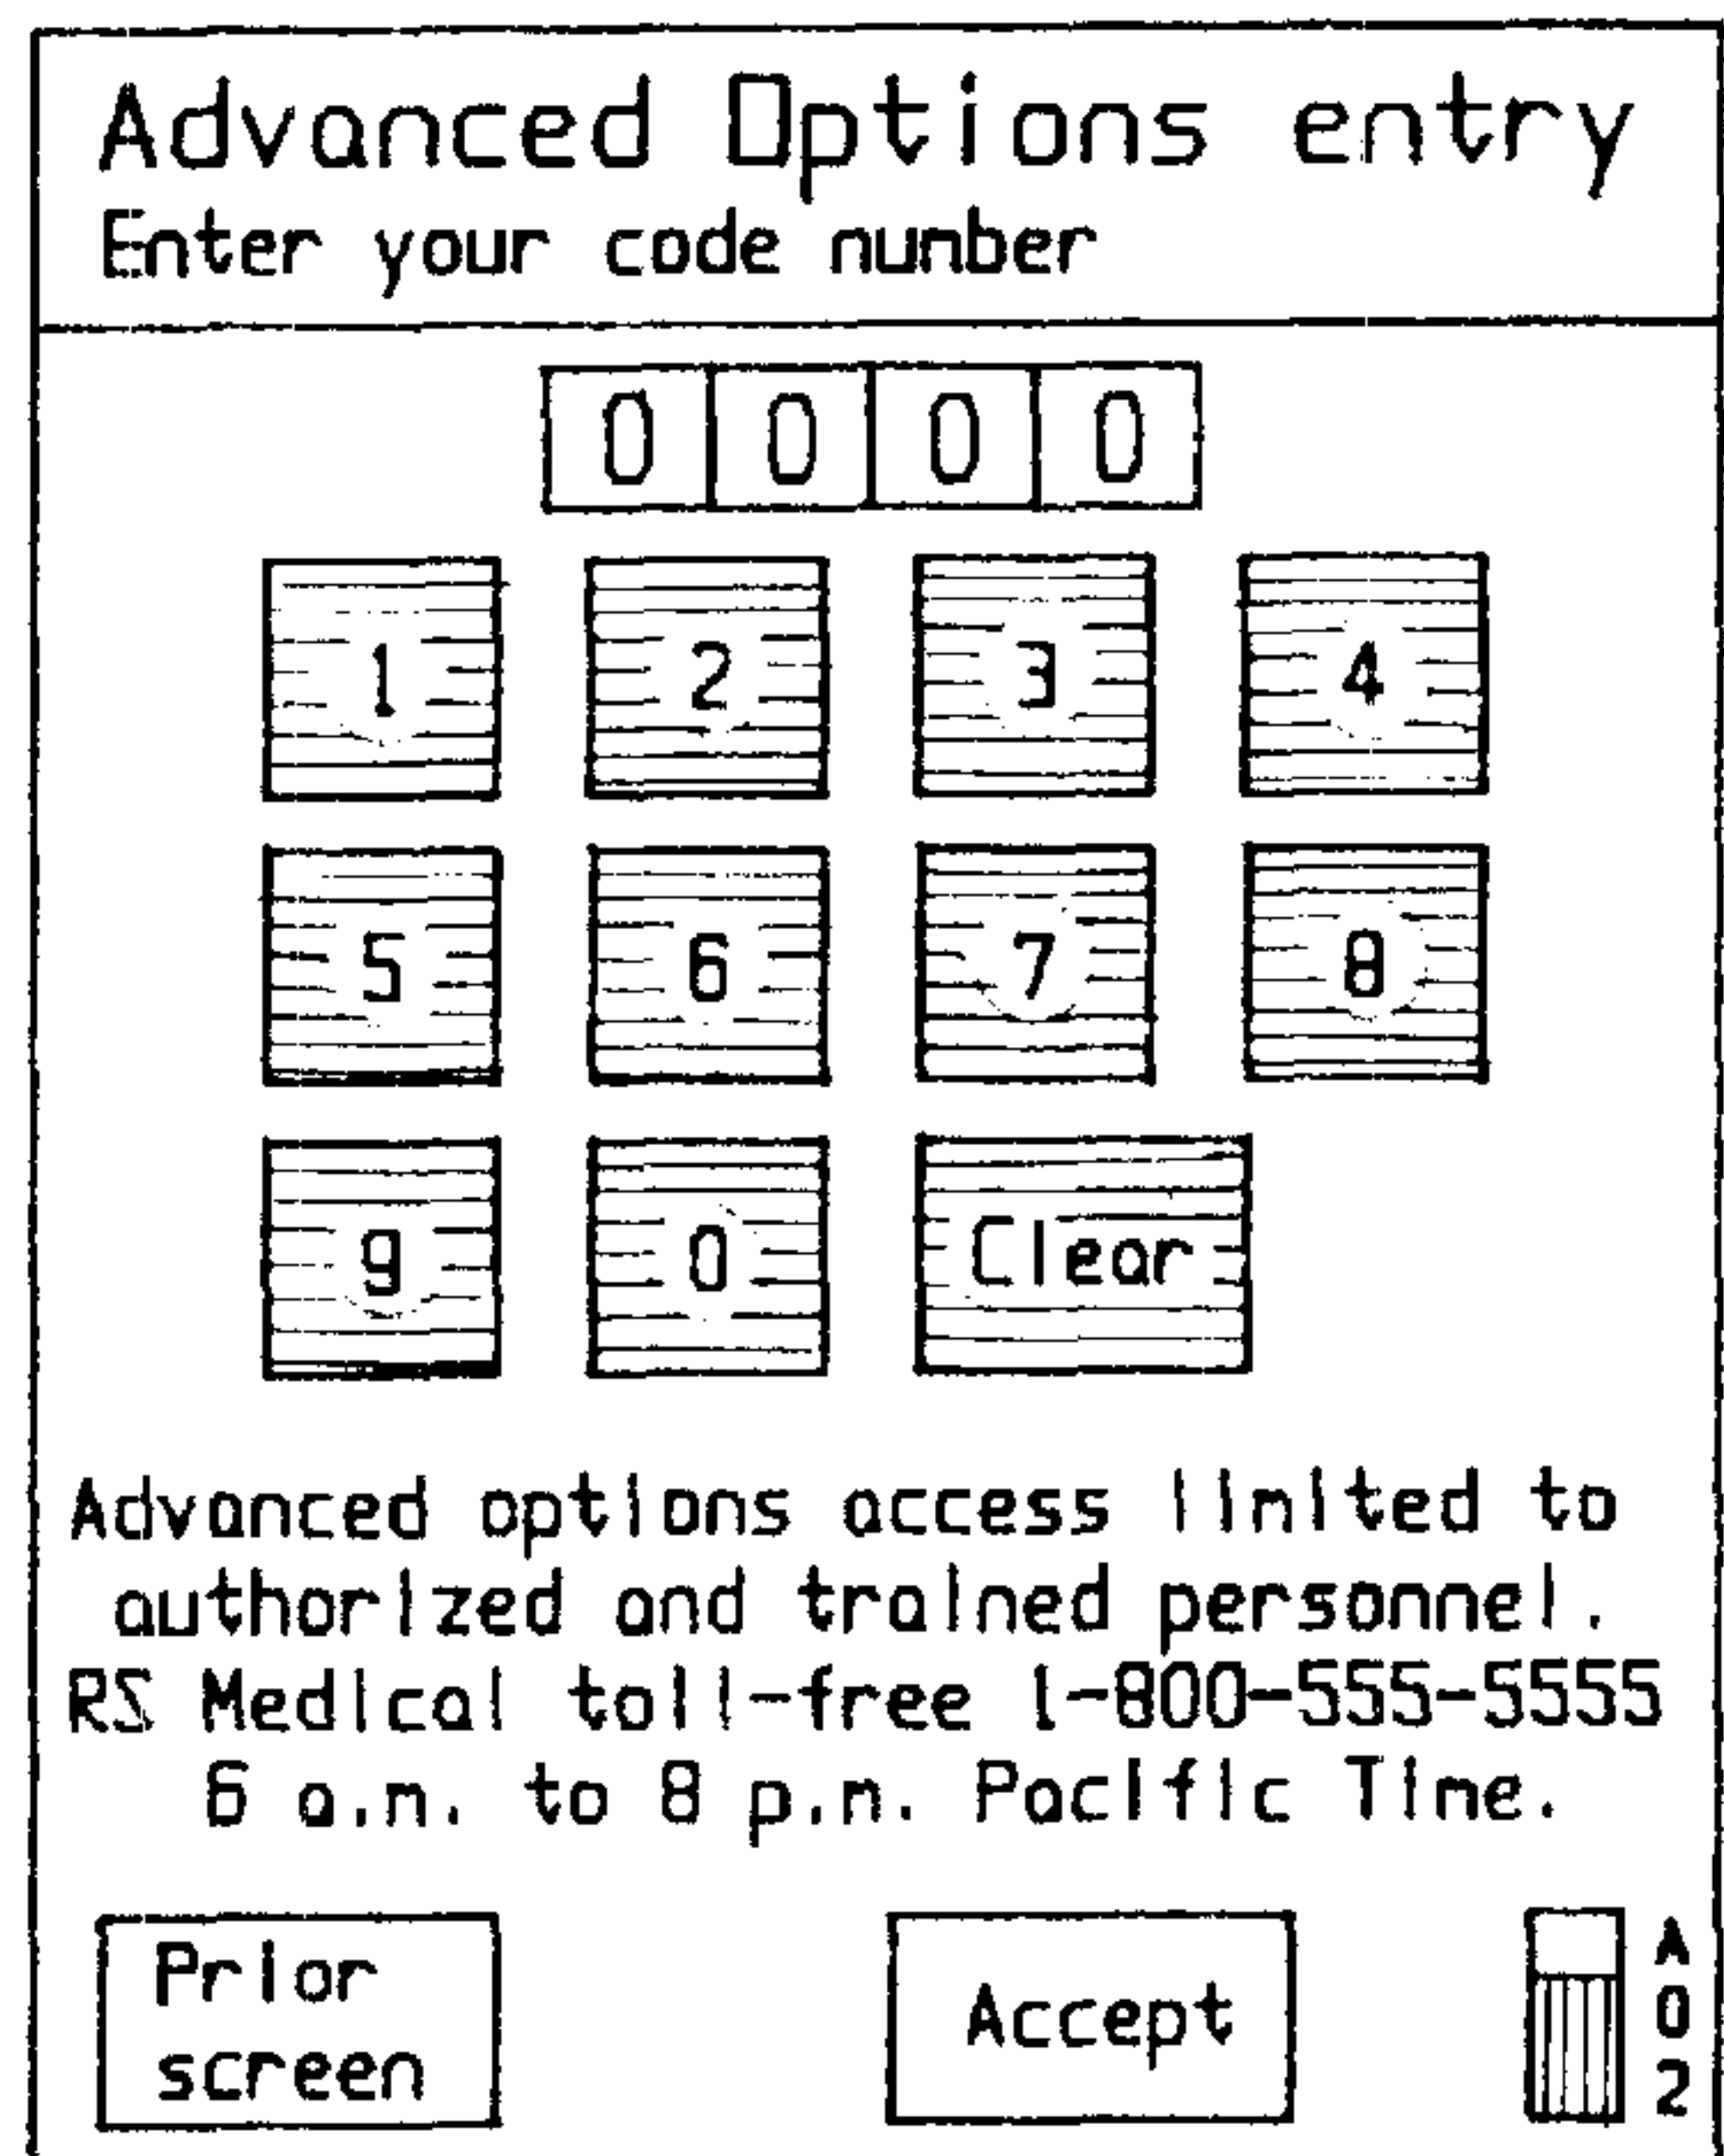 Advanced Options entry
Enter your code number
0 0 0 0
1 2 3 4
5 6 7 8
9 0 Clear
Advanced options access limited to
authorized and trained personnel.
RS Medical toll-free 1-800-555-5555
6 a.m. to 8 p.m. Pacific Time.
Prior
screen
Accept
A
0
2